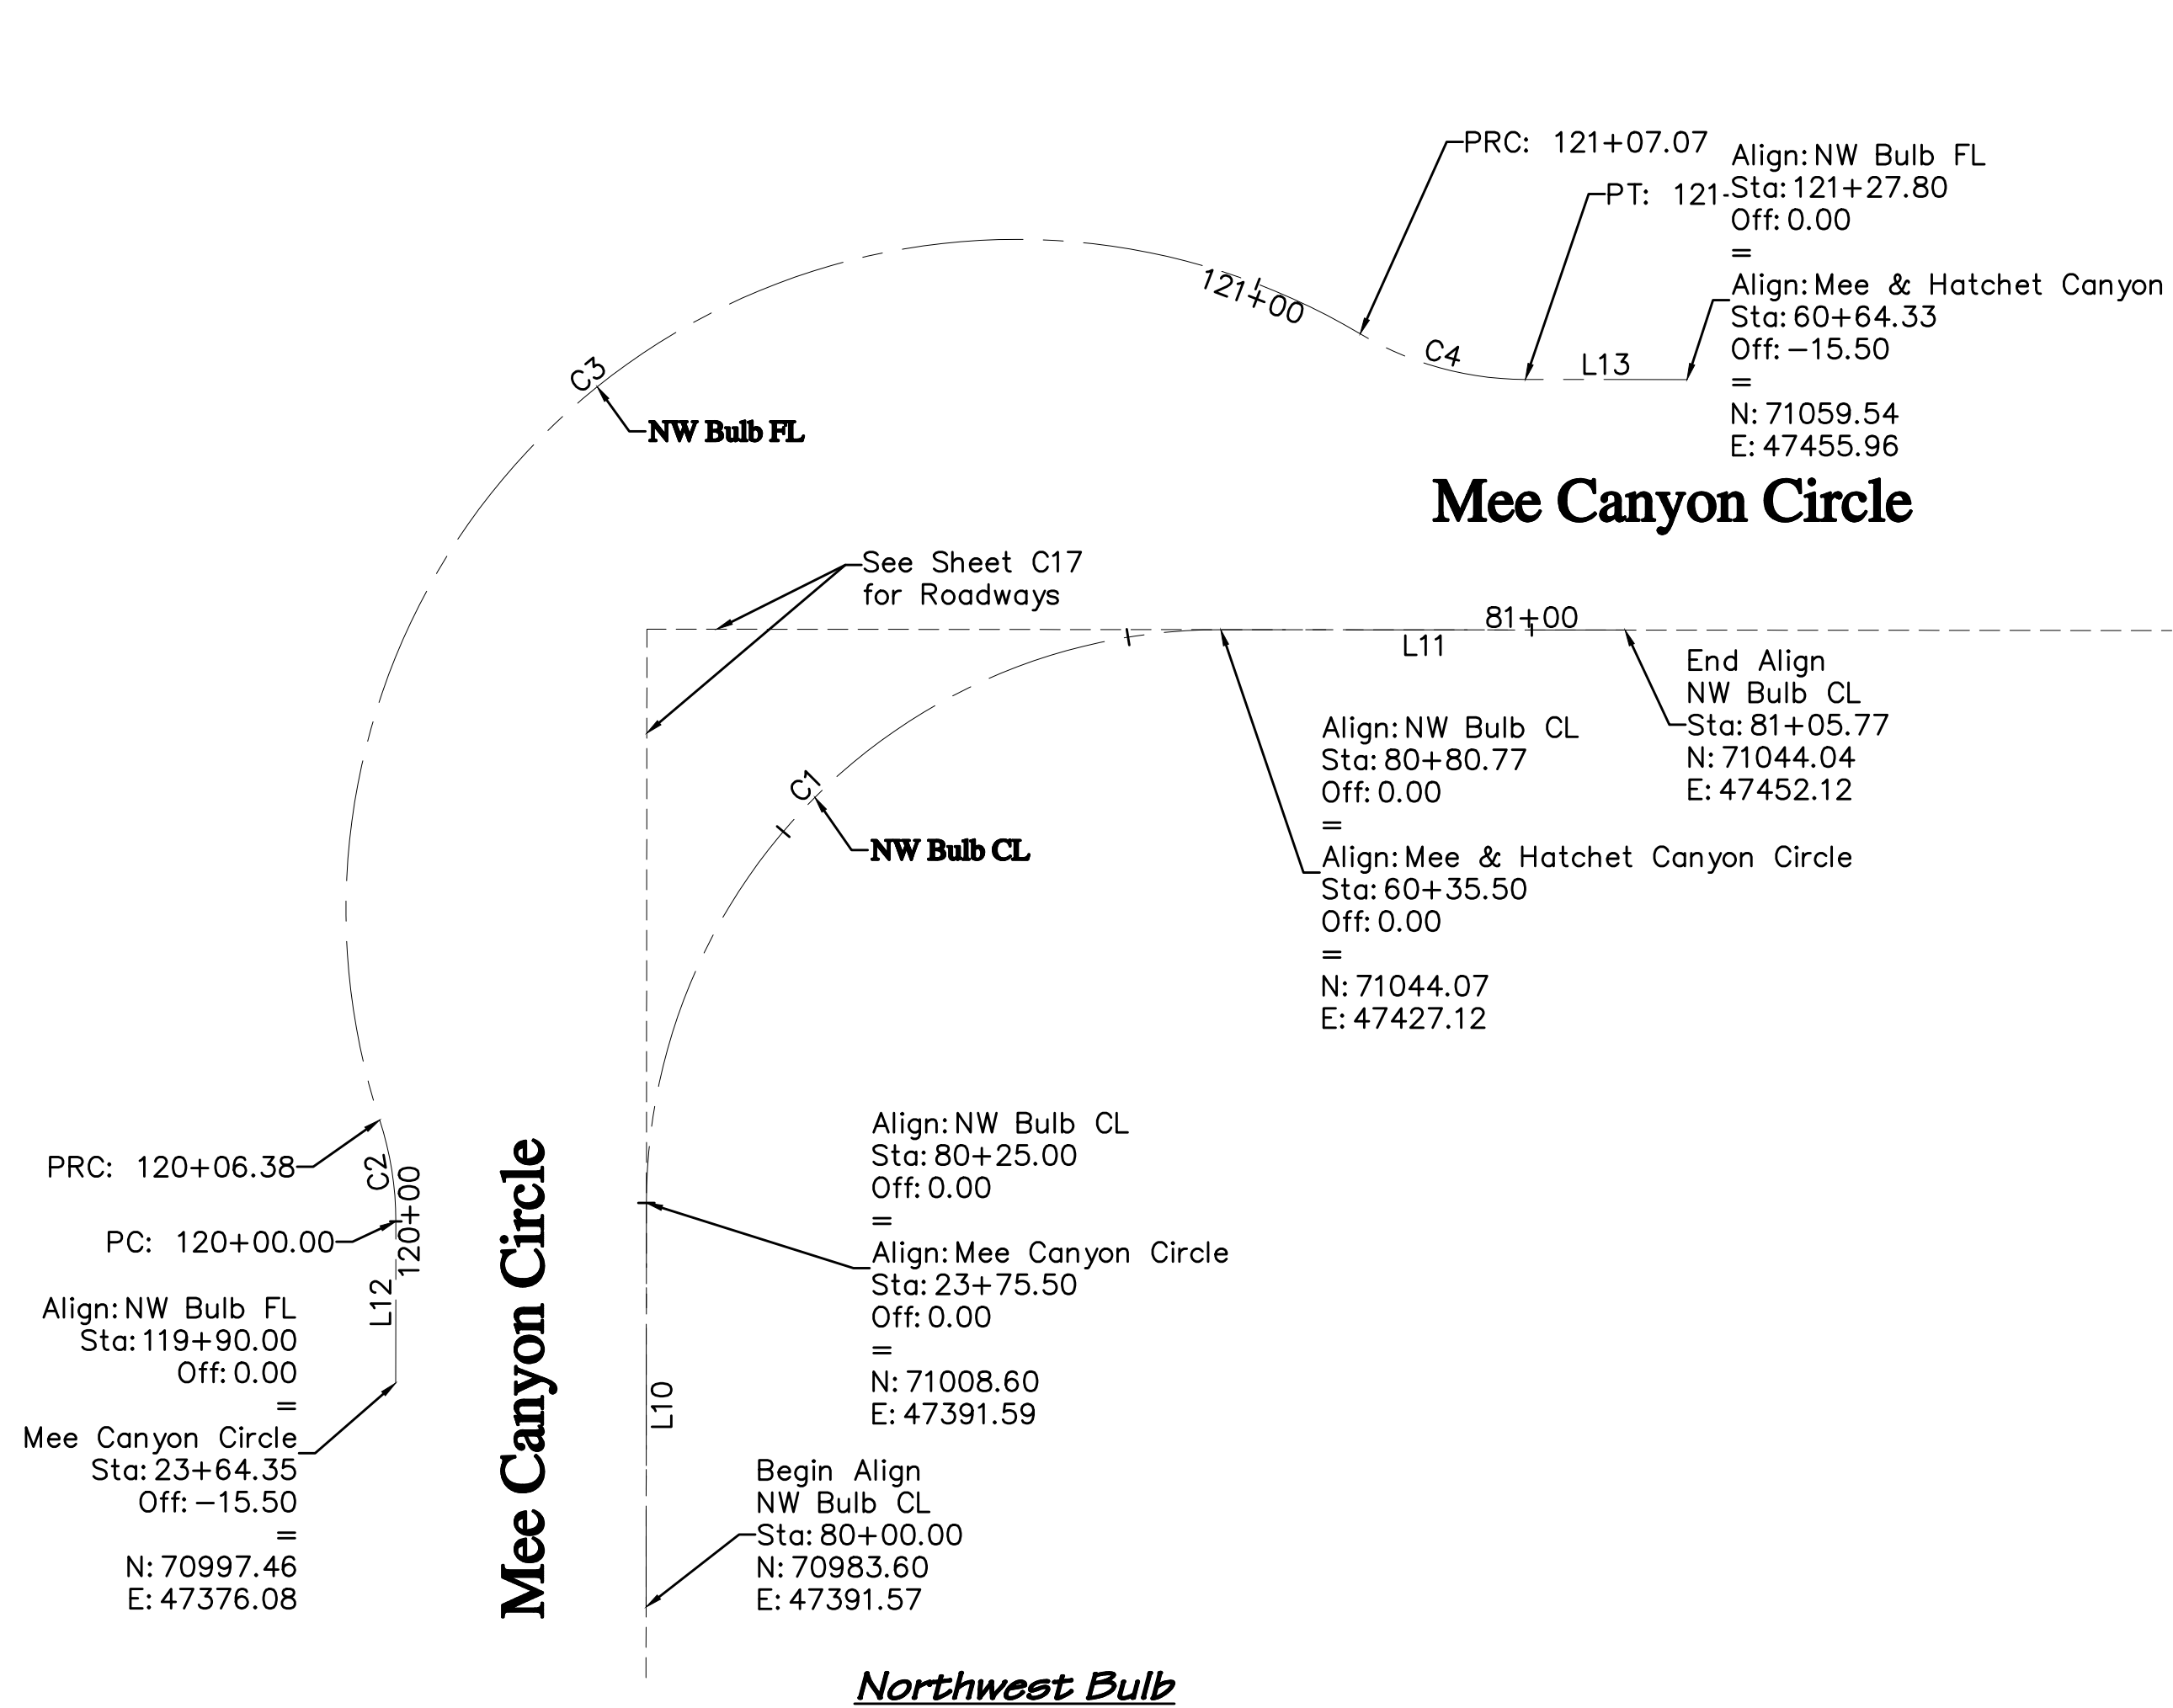 PRC: 121+07.07
PT: 121-
Align: NW Bulb FL
Sta: 121+27.80
Off: 0.00
=
Align: Mee & Hatchet Canyon
Sta: 60+64.33
Off: -15.50
=
N: 71059.54
E: 47455.96
121+00
C4
L13
C3
NW Bulb FL
Mee Canyon Circle
See Sheet C17
for Roadways
81+00
L11
End Align
NW Bulb CL
Sta: 81+05.77
N: 71044.04
E: 47452.12
Align: NW Bulb CL
Sta: 80+80.77
Off: 0.00
=
Align: Mee & Hatchet Canyon Circle
Sta: 60+35.50
Off: 0.00
=
N: 71044.07
E: 47427.12
C1
NW Bulb CL
Align: NW Bulb CL
Sta: 80+25.00
Off: 0.00
=
Align: Mee Canyon Circle
Sta: 23+75.50
Off: 0.00
=
N: 71008.60
E: 47391.59
PRC: 120+06.38
C2
120+00
PC: 120+00.00
L12
Align: NW Bulb FL
Sta: 119+90.00
Off: 0.00
=
Mee Canyon Circle
Sta: 23+64.35
Off: -15.50
=
N: 70997.46
E: 47376.08
Mee Canyon Circle
L10
Begin Align
NW Bulb CL
Sta: 80+00.00
N: 70983.60
E: 47391.57
Northwest Bulb